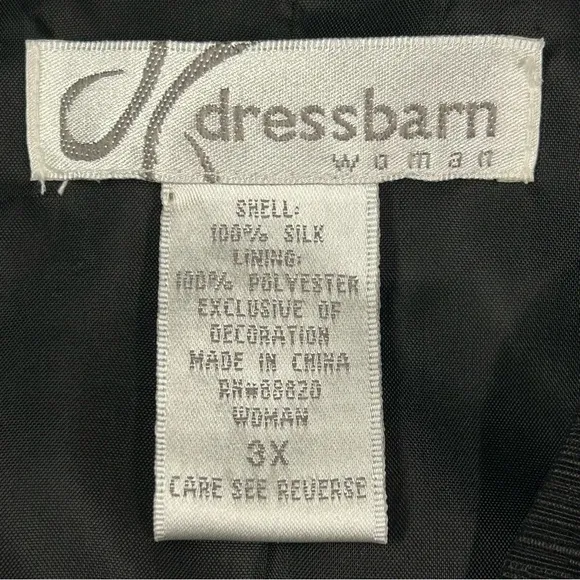 dressbarn
woman
SHELL:
100% SILK
LINING:
100% POLYESTER
EXCLUSIVE OF
DECORATION
MADE IN CHINA
RN#88820
WOMAN
3X
CARE SEE REVERSE